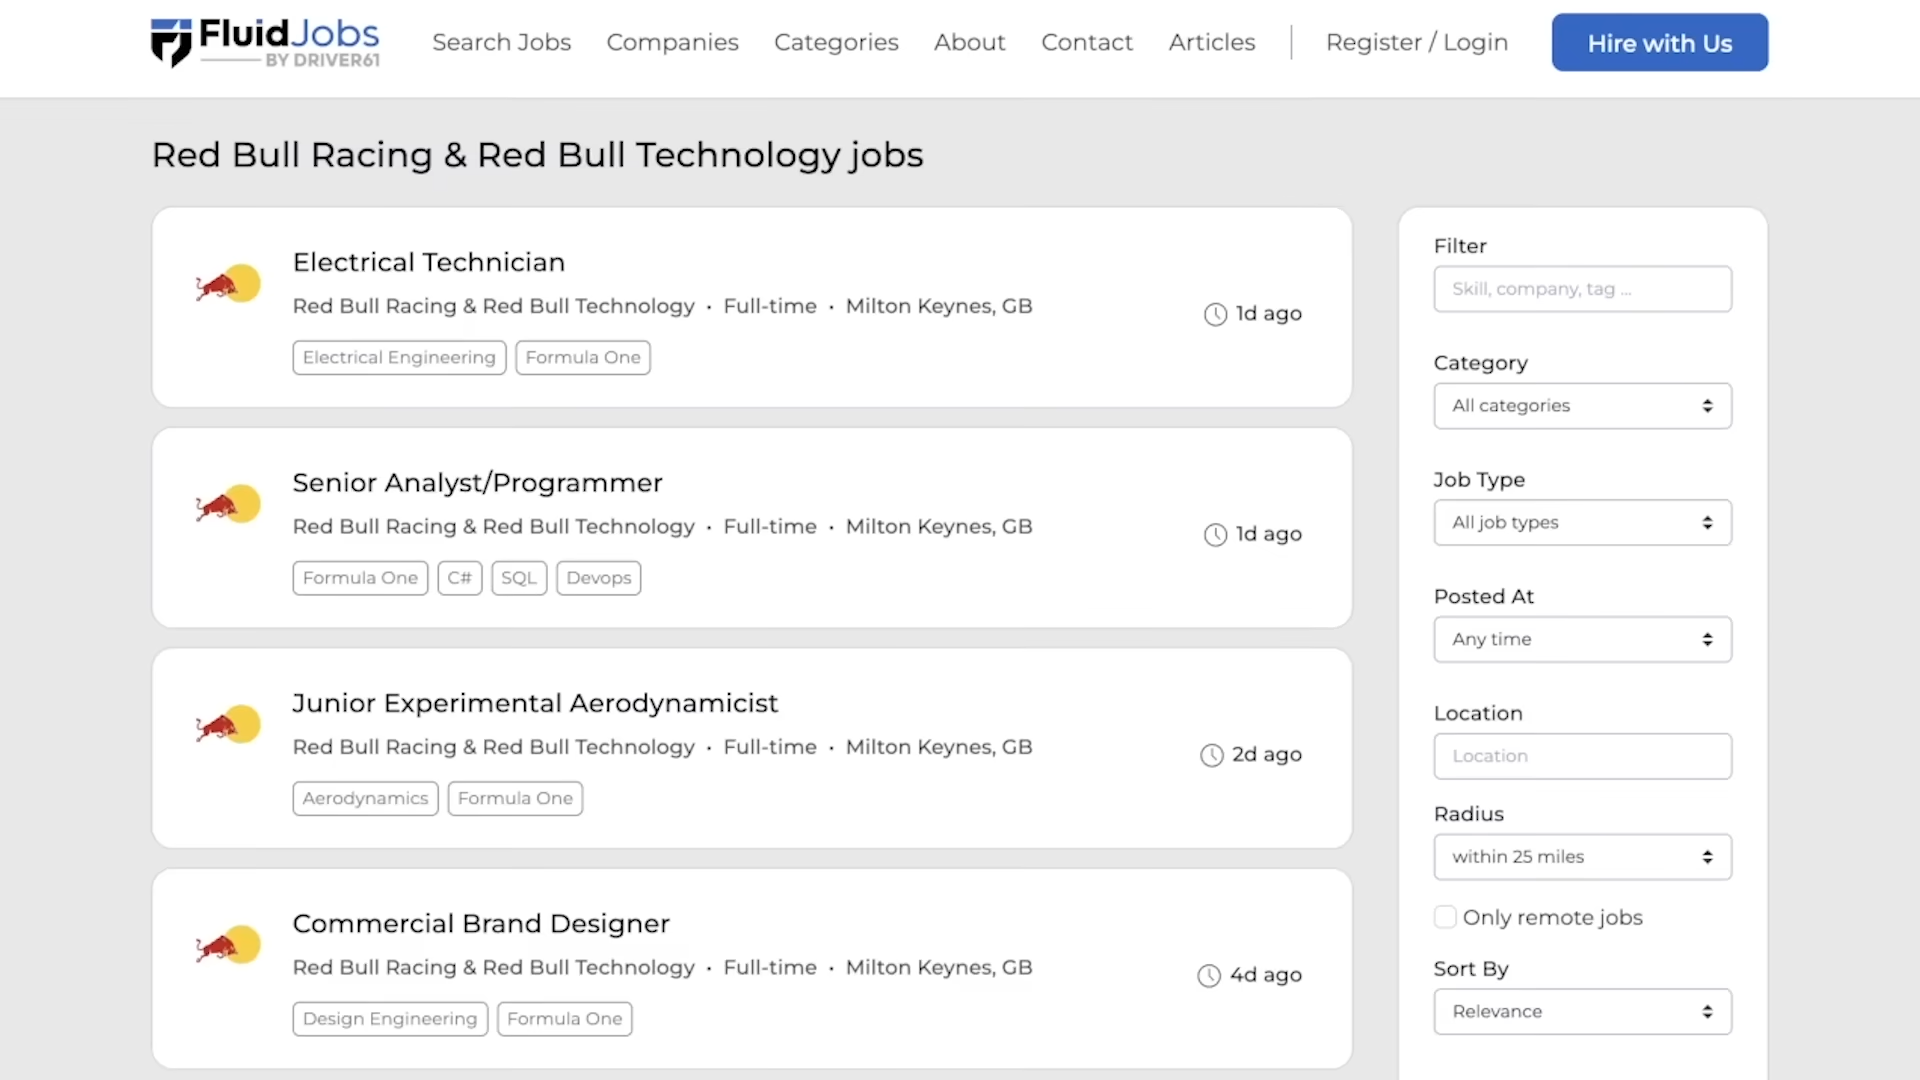 FluidJobs
BY DRIVER61
Search Jobs
Companies
Categories
About
Contact
Articles
Register / Login
Hire with Us
Red Bull Racing & Red Bull Technology jobs
Electrical Technician
Red Bull Racing & Red Bull Technology · Full-time · Milton Keynes, GB
1d ago
Electrical Engineering
Formula One
Senior Analyst/Programmer
Red Bull Racing & Red Bull Technology · Full-time · Milton Keynes, GB
1d ago
Formula One
C#
SQL
Devops
Junior Experimental Aerodynamicist
Red Bull Racing & Red Bull Technology · Full-time · Milton Keynes, GB
2d ago
Aerodynamics
Formula One
Commercial Brand Designer
Red Bull Racing & Red Bull Technology · Full-time · Milton Keynes, GB
4d ago
Design Engineering
Formula One
Filter
Skill, company, tag ...
Category
All categories
Job Type
All job types
Posted At
Any time
Location
Location
Radius
within 25 miles
Only remote jobs
Sort By
Relevance